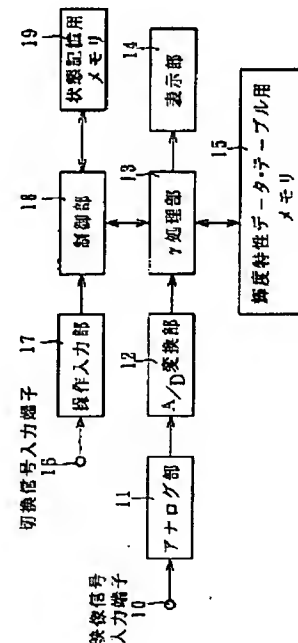 切換信号入力端子
16
17
操作入力部
18
制御部
19
状態記憶用
メモリ
映像信号
入力端子
10
11
アナログ部
12
A/D変換部
13
γ処理部
14
表示部
15
輝度特性データ・テーブル用
メモリ